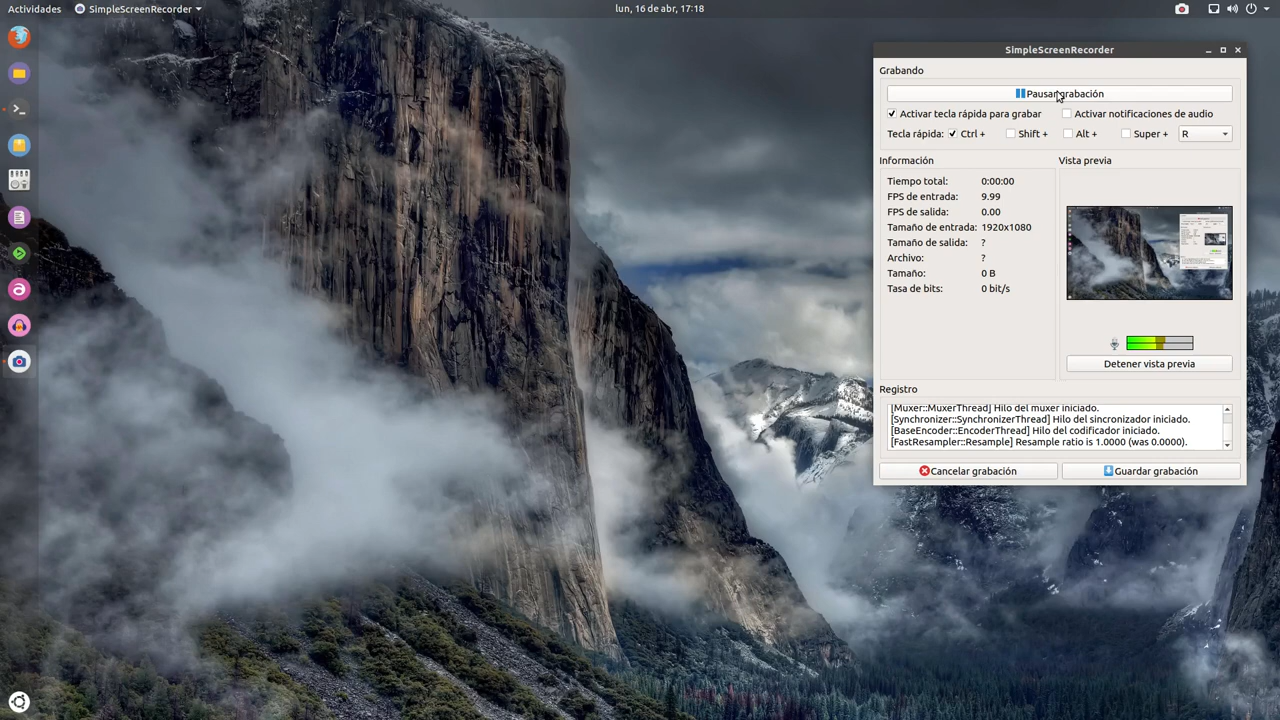 Actividades SimpleScreenRecorder lun, 16 de abr, 17:18
SimpleScreenRecorder
Grabando
Pausar grabación
Activar tecla rápida para grabar Activar notificaciones de audio
Tecla rápida: Ctrl + Shift + Alt + Super + R
Información Vista previa
Tiempo total: 0:00:00
FPS de entrada: 9.99
FPS de salida: 0.00
Tamaño de entrada: 1920x1080
Tamaño de salida: ?
Archivo: ?
Tamaño: 0 B
Tasa de bits: 0 bit/s
Detener vista previa
Registro
[Muxer::MuxerThread] Hilo del muxer iniciado.
[Synchronizer::SynchronizerThread] Hilo del sincronizador iniciado.
[BaseEncoder::EncoderThread] Hilo del codificador iniciado.
[FastResampler::Resample] Resample ratio is 1.0000 (was 0.0000).
Cancelar grabación Guardar grabación